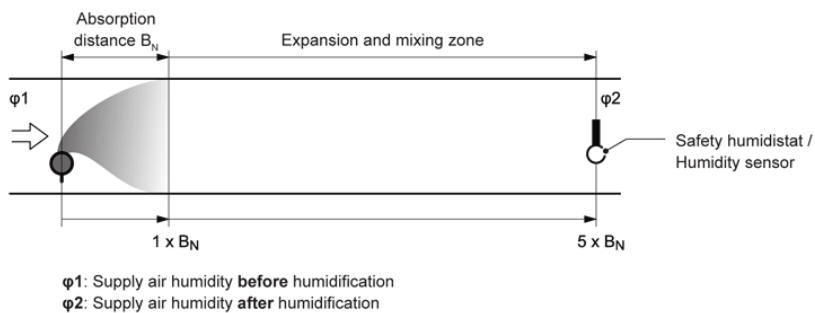 Absorption
distance B_N
Expansion and mixing zone
φ1
φ2
Safety humidistat /
Humidity sensor
1 x B_N
5 x B_N
φ1: Supply air humidity before humidification
φ2: Supply air humidity after humidification